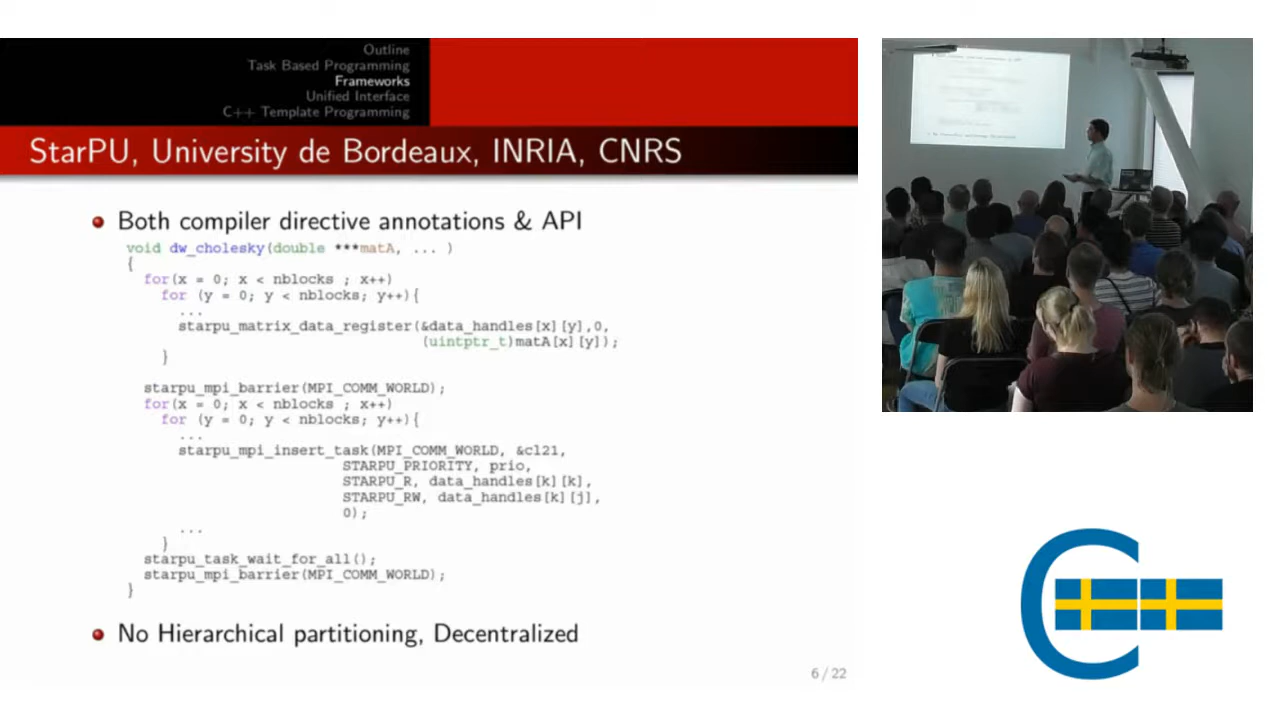 Outline
Task Based Programming
Frameworks
Unified Interface
C++ Template Programming
StarPU, University de Bordeaux, INRIA, CNRS
Both compiler directive annotations & API
void dw_cholesky(double ***matA, ... )
{
for(x = 0; x < nblocks ; x++)
for (y = 0; y < nblocks; y++){
...
starpu_matrix_data_register(&data_handles[x][y],0,
(uintptr_t)matA[x][y]);
}
starpu_mpi_barrier(MPI_COMM_WORLD);
for(x = 0; x < nblocks ; x++)
for (y = 0; y < nblocks; y++){
...
starpu_mpi_insert_task(MPI_COMM_WORLD, &cl21,
STARPU_PRIORITY, prio,
STARPU_R, data_handles[k][k],
STARPU_RW, data_handles[k][j],
0);
...
}
starpu_task_wait_for_all();
starpu_mpi_barrier(MPI_COMM_WORLD);
}
No Hierarchical partitioning, Decentralized
6 / 22
C